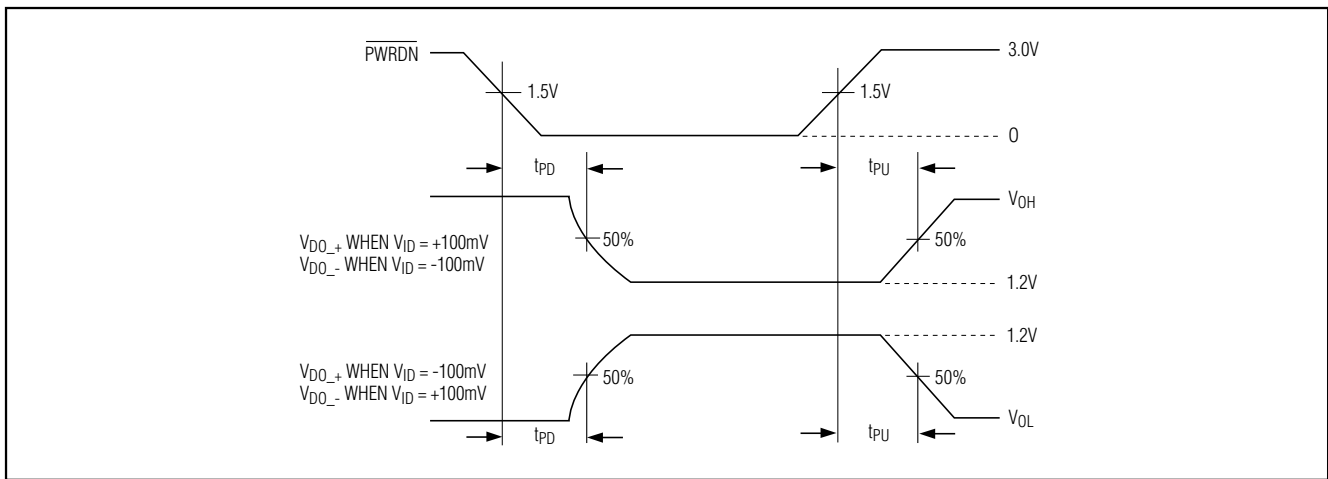 PWRDN
3.0V
1.5V
1.5V
0
tPD
tPU
VOH
50%
50%
VDO_+ WHEN VID = +100mV
VDO_- WHEN VID = -100mV
1.2V
1.2V
VDO_+ WHEN VID = -100mV
VDO_- WHEN VID = +100mV
50%
50%
VOL
tPD
tPU